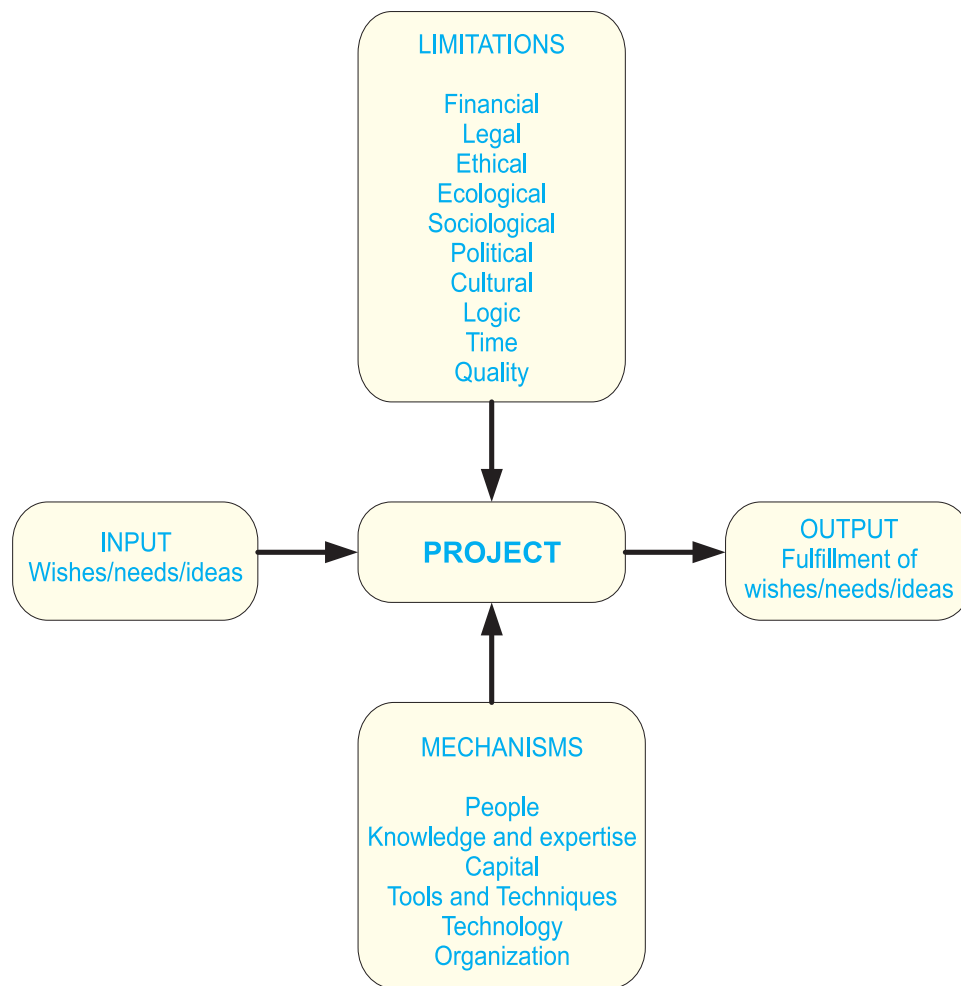 LIMITATIONS
Financial
Legal
Ethical
Ecological
Sociological
Political
Cultural
Logic
Time
Quality
INPUT
Wishes/needs/ideas
PROJECT
OUTPUT
Fulfillment of
wishes/needs/ideas
MECHANISMS
People
Knowledge and expertise
Capital
Tools and Techniques
Technology
Organization